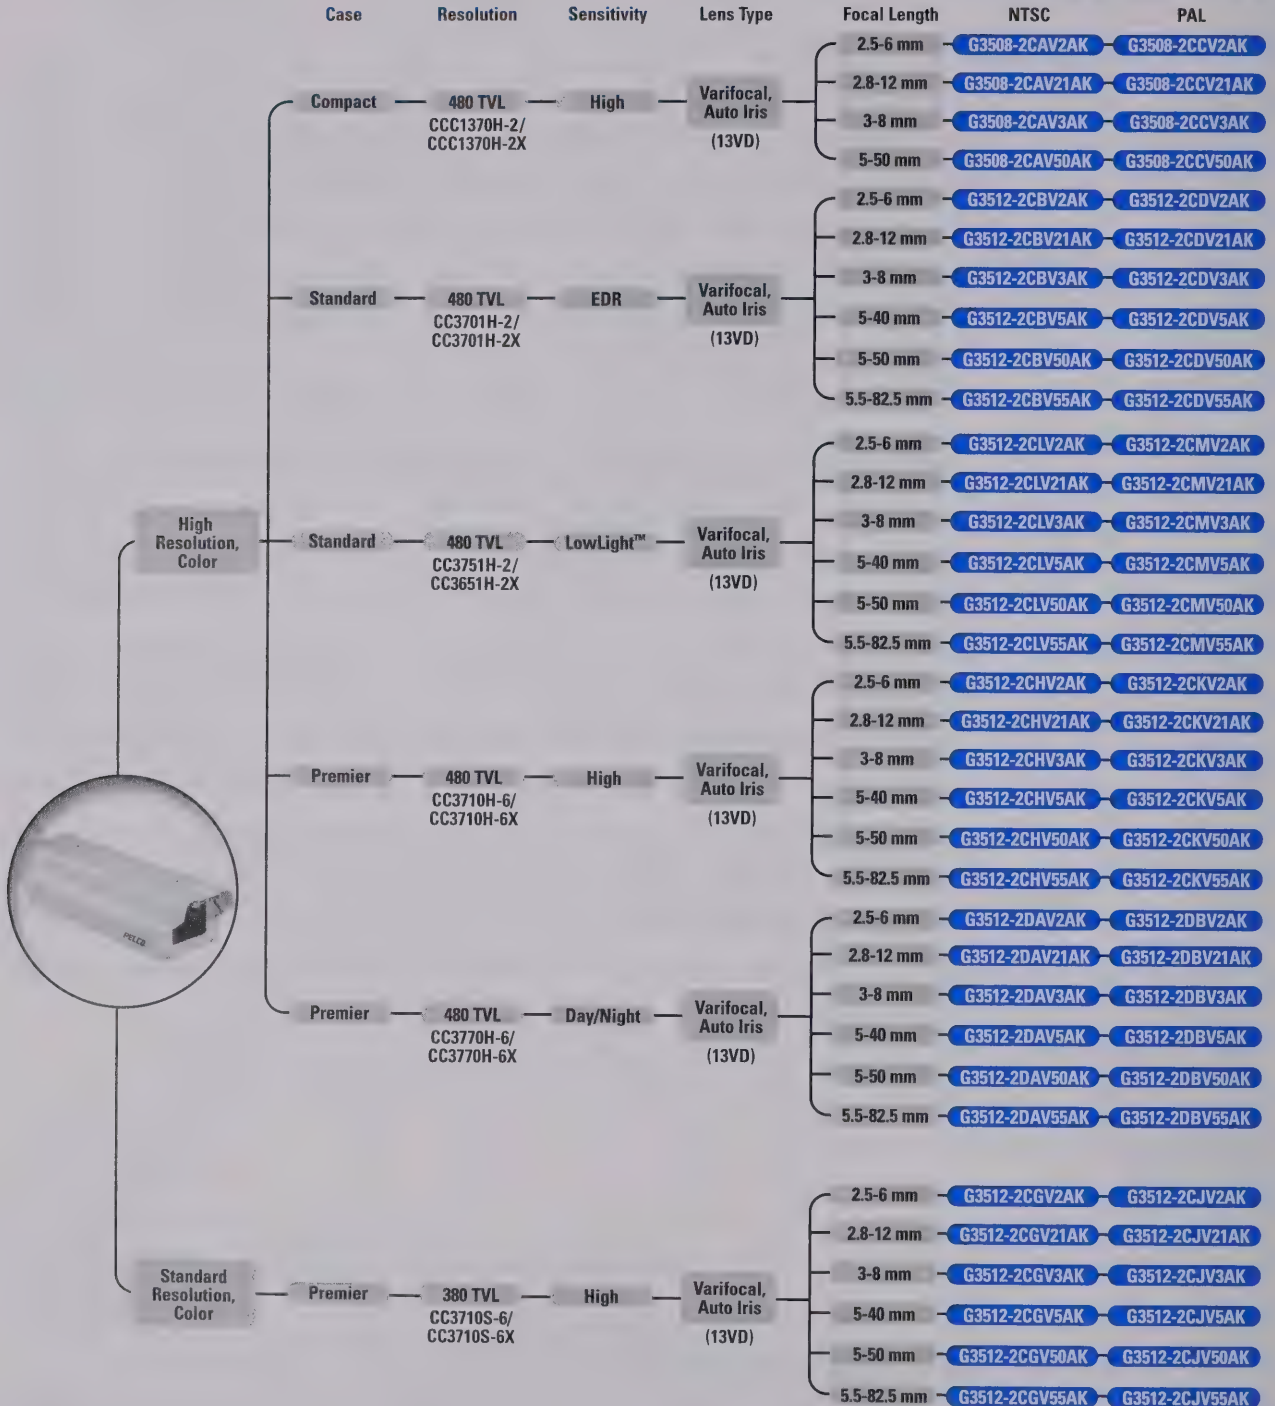 Case Resolution Sensitivity Lens Type Focal Length NTSC PAL
High
Resolution,
Color
Compact
480 TVL
CCC1370H-2/
CCC1370H-2X
High
Varifocal,
Auto Iris
(13VD)
2.5-6 mm G3508-2CAV2AK G3508-2CCV2AK
2.8-12 mm G3508-2CAV21AK G3508-2CCV21AK
3-8 mm G3508-2CAV3AK G3508-2CCV3AK
5-50 mm G3508-2CAV50AK G3508-2CCV50AK
Standard
480 TVL
CC3701H-2/
CC3701H-2X
EDR
Varifocal,
Auto Iris
(13VD)
2.5-6 mm G3512-2CBV2AK G3512-2CDV2AK
2.8-12 mm G3512-2CBV21AK G3512-2CDV21AK
3-8 mm G3512-2CBV3AK G3512-2CDV3AK
5-40 mm G3512-2CBV5AK G3512-2CDV5AK
5-50 mm G3512-2CBV50AK G3512-2CDV50AK
5.5-82.5 mm G3512-2CBV55AK G3512-2CDV55AK
Standard
480 TVL
CC3751H-2/
CC3651H-2X
LowLight™
Varifocal,
Auto Iris
(13VD)
2.5-6 mm G3512-2CLV2AK G3512-2CMV2AK
2.8-12 mm G3512-2CLV21AK G3512-2CMV21AK
3-8 mm G3512-2CLV3AK G3512-2CMV3AK
5-40 mm G3512-2CLV5AK G3512-2CMV5AK
5-50 mm G3512-2CLV50AK G3512-2CMV50AK
5.5-82.5 mm G3512-2CLV55AK G3512-2CMV55AK
Premier
480 TVL
CC3710H-6/
CC3710H-6X
High
Varifocal,
Auto Iris
(13VD)
2.5-6 mm G3512-2CHV2AK G3512-2CKV2AK
2.8-12 mm G3512-2CHV21AK G3512-2CKV21AK
3-8 mm G3512-2CHV3AK G3512-2CKV3AK
5-40 mm G3512-2CHV5AK G3512-2CKV5AK
5-50 mm G3512-2CHV50AK G3512-2CKV50AK
5.5-82.5 mm G3512-2CHV55AK G3512-2CKV55AK
PELCO
Premier
480 TVL
CC3770H-6/
CC3770H-6X
Day/Night
Varifocal,
Auto Iris
(13VD)
2.5-6 mm G3512-2DAV2AK G3512-2DBV2AK
2.8-12 mm G3512-2DAV21AK G3512-2DBV21AK
3-8 mm G3512-2DAV3AK G3512-2DBV3AK
5-40 mm G3512-2DAV5AK G3512-2DBV5AK
5-50 mm G3512-2DAV50AK G3512-2DBV50AK
5.5-82.5 mm G3512-2DAV55AK G3512-2DBV55AK
Standard
Resolution,
Color
Premier
380 TVL
CC3710S-6/
CC3710S-6X
High
Varifocal,
Auto Iris
(13VD)
2.5-6 mm G3512-2CGV2AK G3512-2CJV2AK
2.8-12 mm G3512-2CGV21AK G3512-2CJV21AK
3-8 mm G3512-2CGV3AK G3512-2CJV3AK
5-40 mm G3512-2CGV5AK G3512-2CJV5AK
5-50 mm G3512-2CGV50AK G3512-2CJV50AK
5.5-82.5 mm G3512-2CGV55AK G3512-2CJV55AK